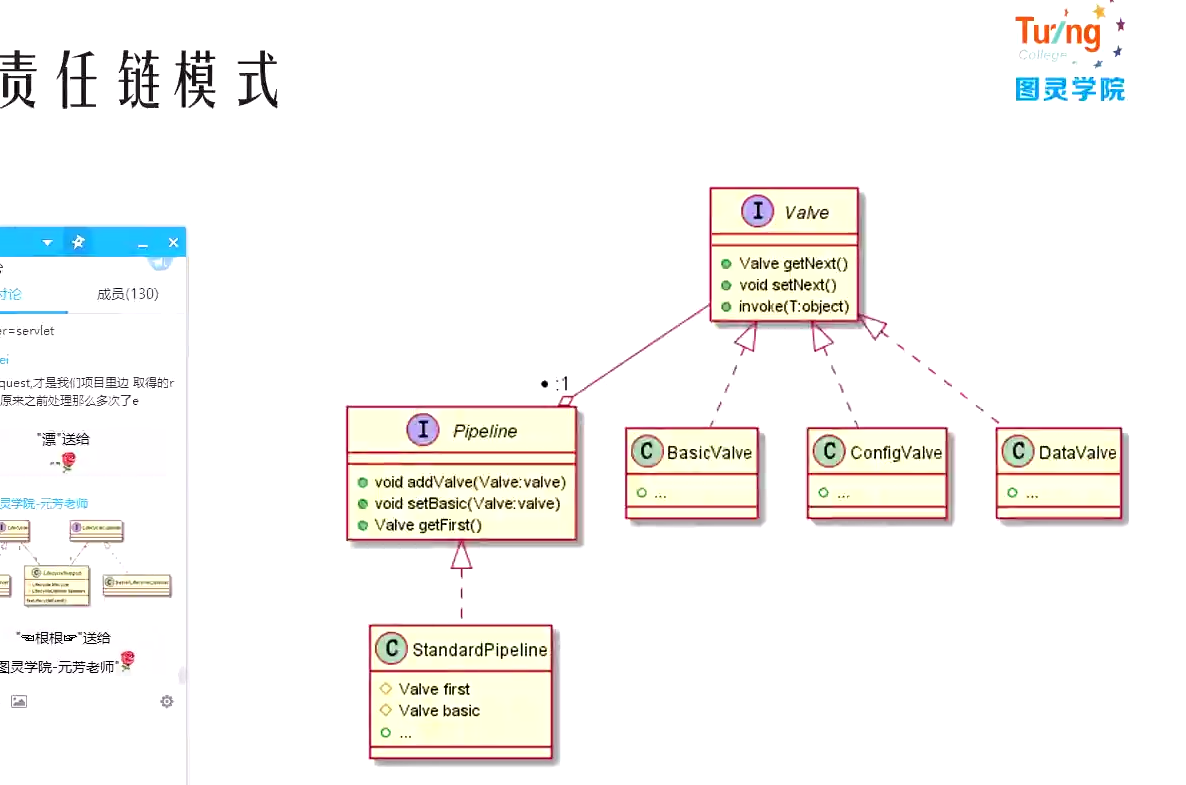 责任链模式
Turing
College
图灵学院
讨论
成员(130)
er=servlet
ei
quest,才是我们项目里边 取得的r
原来之前处理那么多次了e
"漂"送给
灵学院-元芳老师
"☜根根☞"送给
图灵学院-元芳老师"
I Valve
Valve getNext()
void setNext()
invoke(T:object)
• :1
I Pipeline
void addValve(Valve:valve)
void setBasic(Valve:valve)
Valve getFirst()
C BasicValve
...
C ConfigValve
...
C DataValve
...
C StandardPipeline
Valve first
Valve basic
...